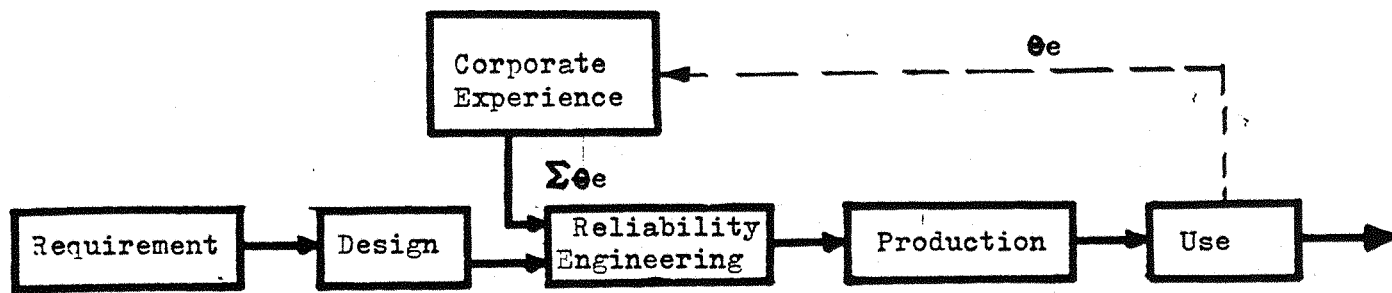 Corporate
Experience
θe
Σθe
Requirement
Design
Reliability
Engineering
Production
Use